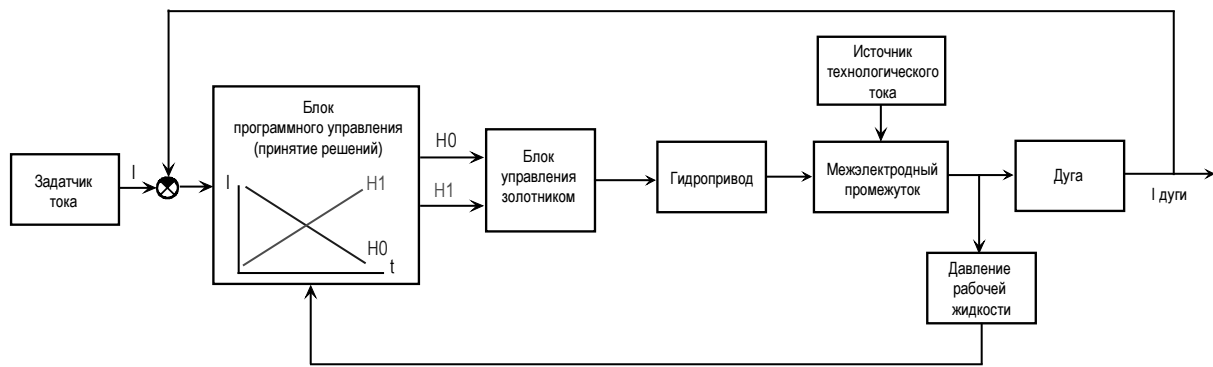 Источник
технологического
тока
Блок
программного управления
(принятие решений)
H0
H1
I
H1
H0
t
Задатчик
тока
I
Блок
управления
золотником
Гидропривод
Межэлектродный
промежуток
Дуга
I дуги
Давление
рабочей
жидкости